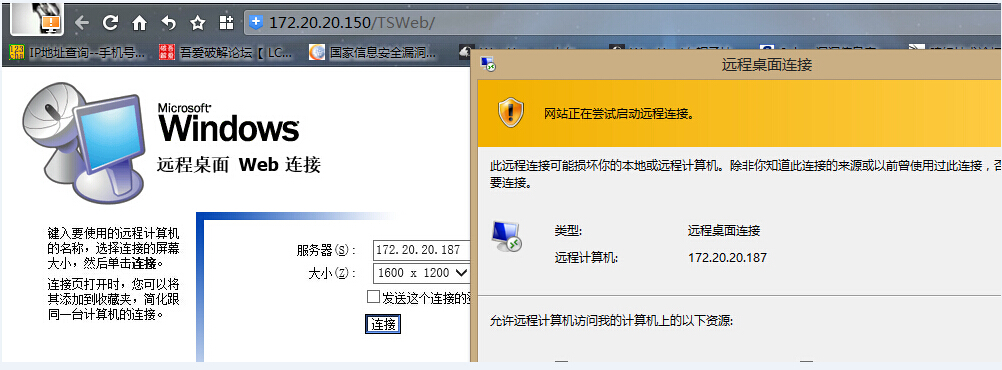 172.20.20.150/TSWeb/
IP地址查询--手机号...
吾爱破解论坛【 LC...
国家信息安全漏洞...
远程桌面连接
网站正在尝试启动远程连接。
此远程连接可能损坏你的本地或远程计算机。除非你知道此连接的来源或以前曾使用过此连接，否
要连接。
类型:
远程桌面连接
远程计算机:
172.20.20.187
允许远程计算机访问我的计算机上的以下资源:
Microsoft
Windows
远程桌面 Web 连接
键入要使用的远程计算机
的名称，选择连接的屏幕
大小，然后单击连接。
连接页打开时，您可以将
其添加到收藏夹，简化跟
同一台计算机的连接。
服务器(S)：
172.20.20.187
大小(Z)：
1600 x 1200
发送这个连接的
连接